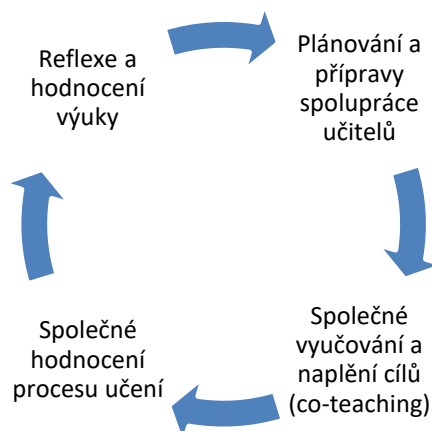 Reflexe a
hodnocení
výuky
Plánování a
přípravy
spolupráce
učitelů
Společné
vyučování a
naplnění cílů
(co-teaching)
Společné
hodnocení
procesu učení